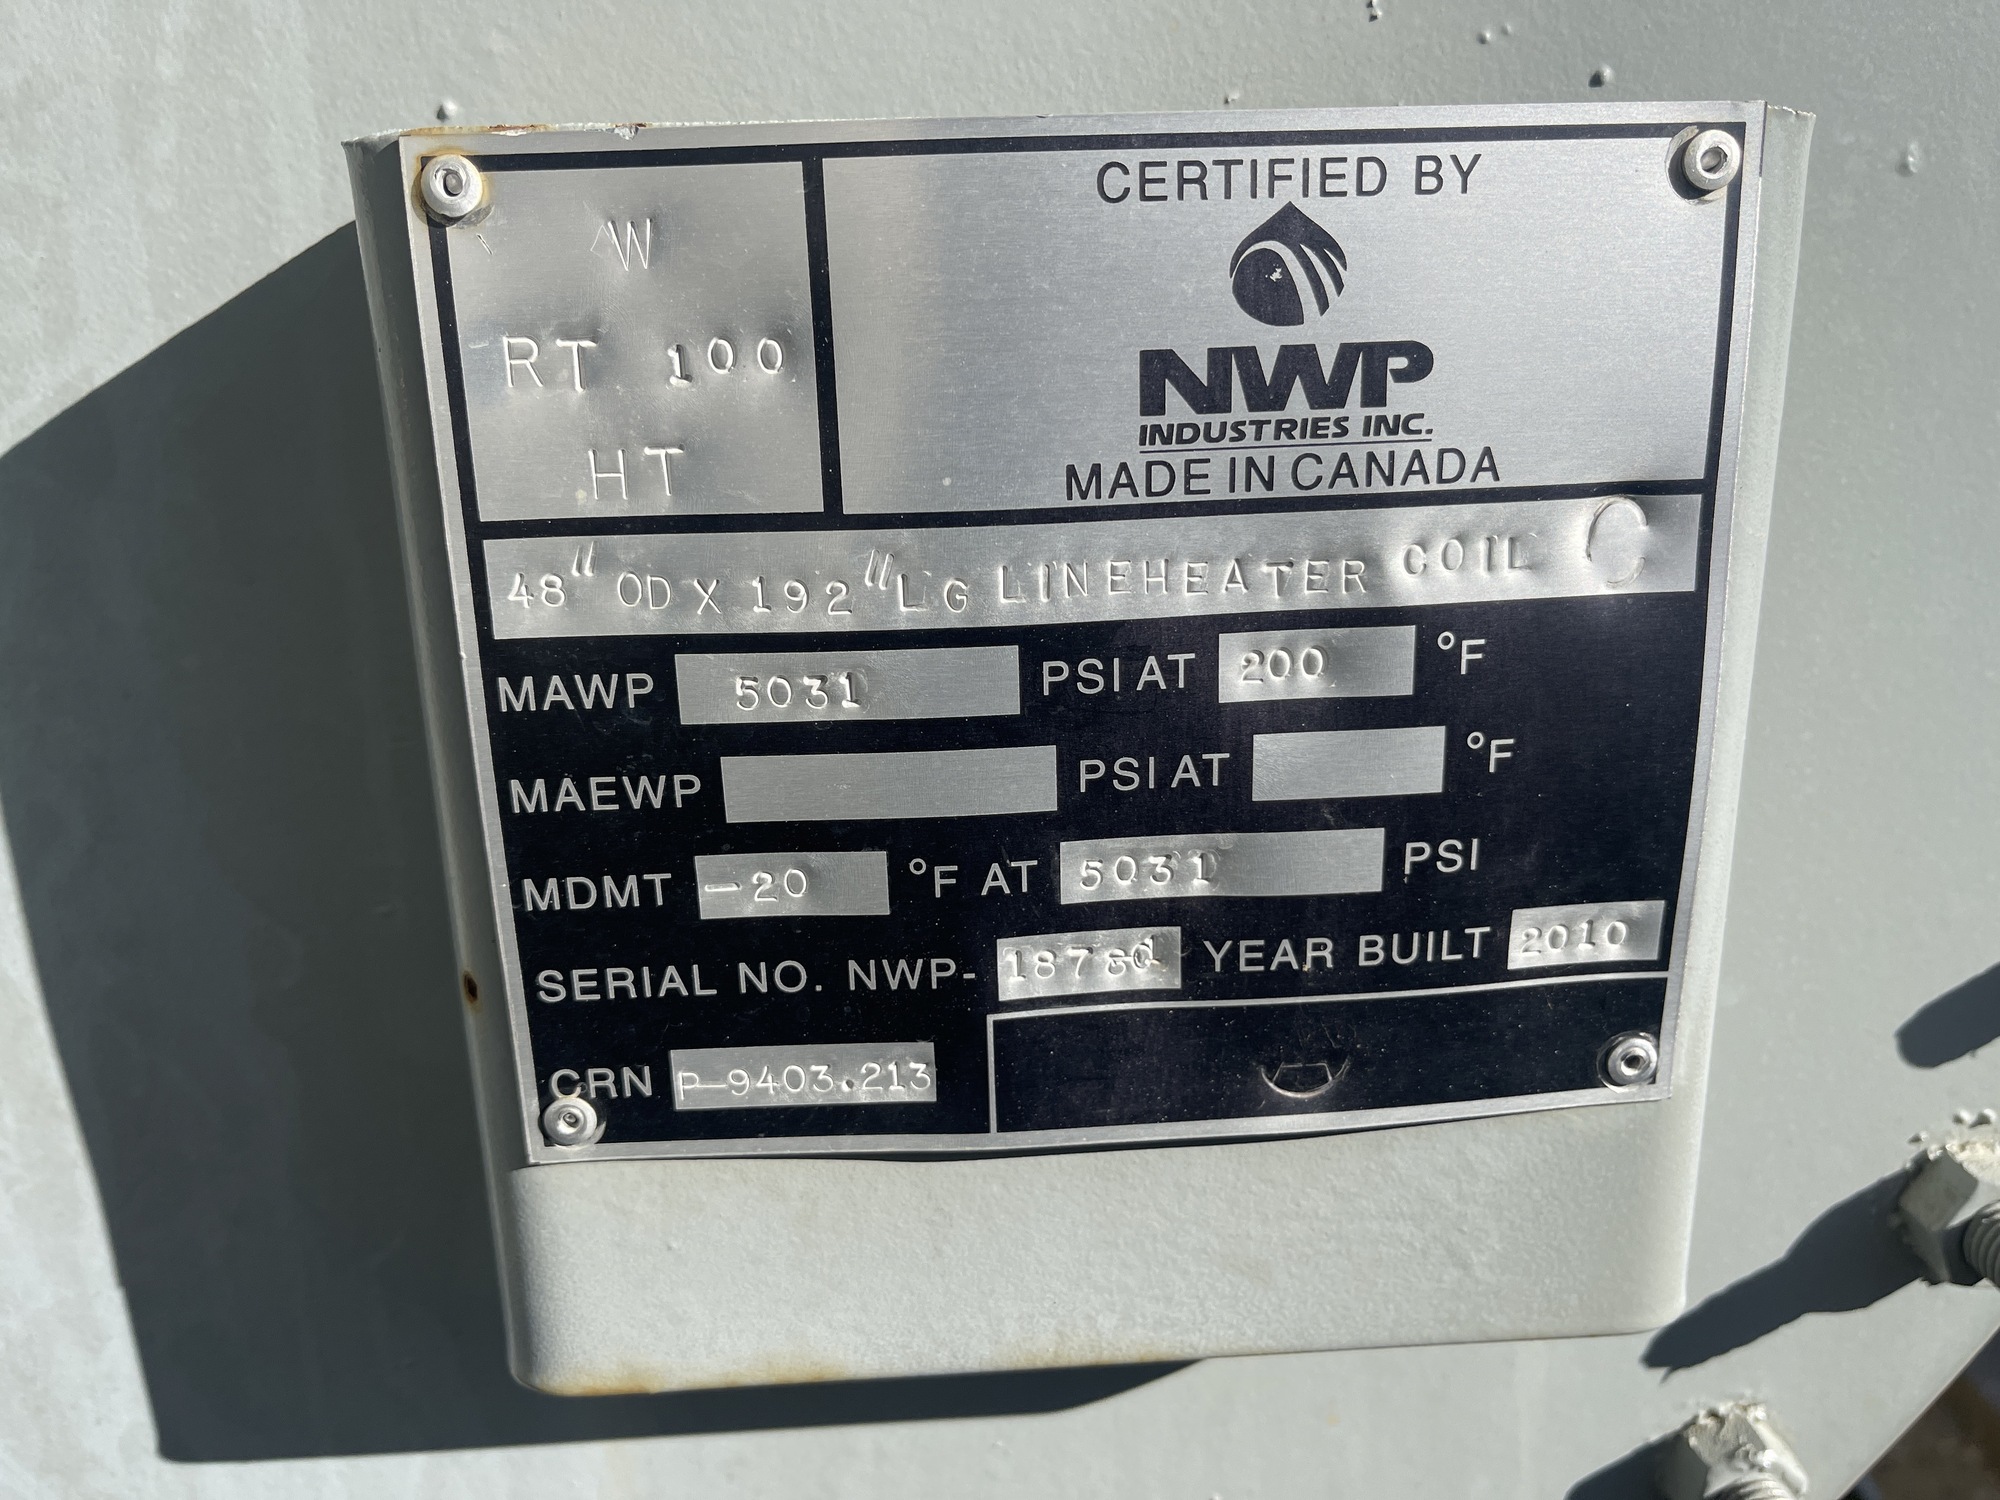 W
RT 100
HT
CERTIFIED BY
NWP
INDUSTRIES INC.
MADE IN CANADA
48" OD X 192" LG LINEHEATER COIL
MAWP 5031 PSI AT 200 °F
MAEWP PSI AT °F
MDMT -20 °F AT 5031 PSI
SERIAL NO. NWP- YEAR BUILT 2010
CRN P-9403.213